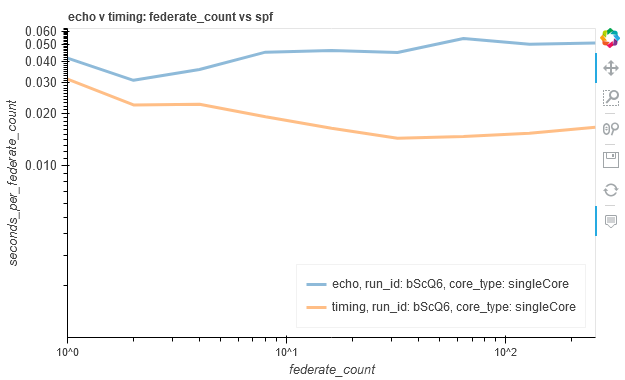 echo v timing: federate_count vs spf
seconds_per_federate_count
0.060
0.050
0.040
0.030
0.020
0.010
echo, run_id: bScQ6, core_type: singleCore
timing, run_id: bScQ6, core_type: singleCore
10^0
10^1
10^2
federate_count